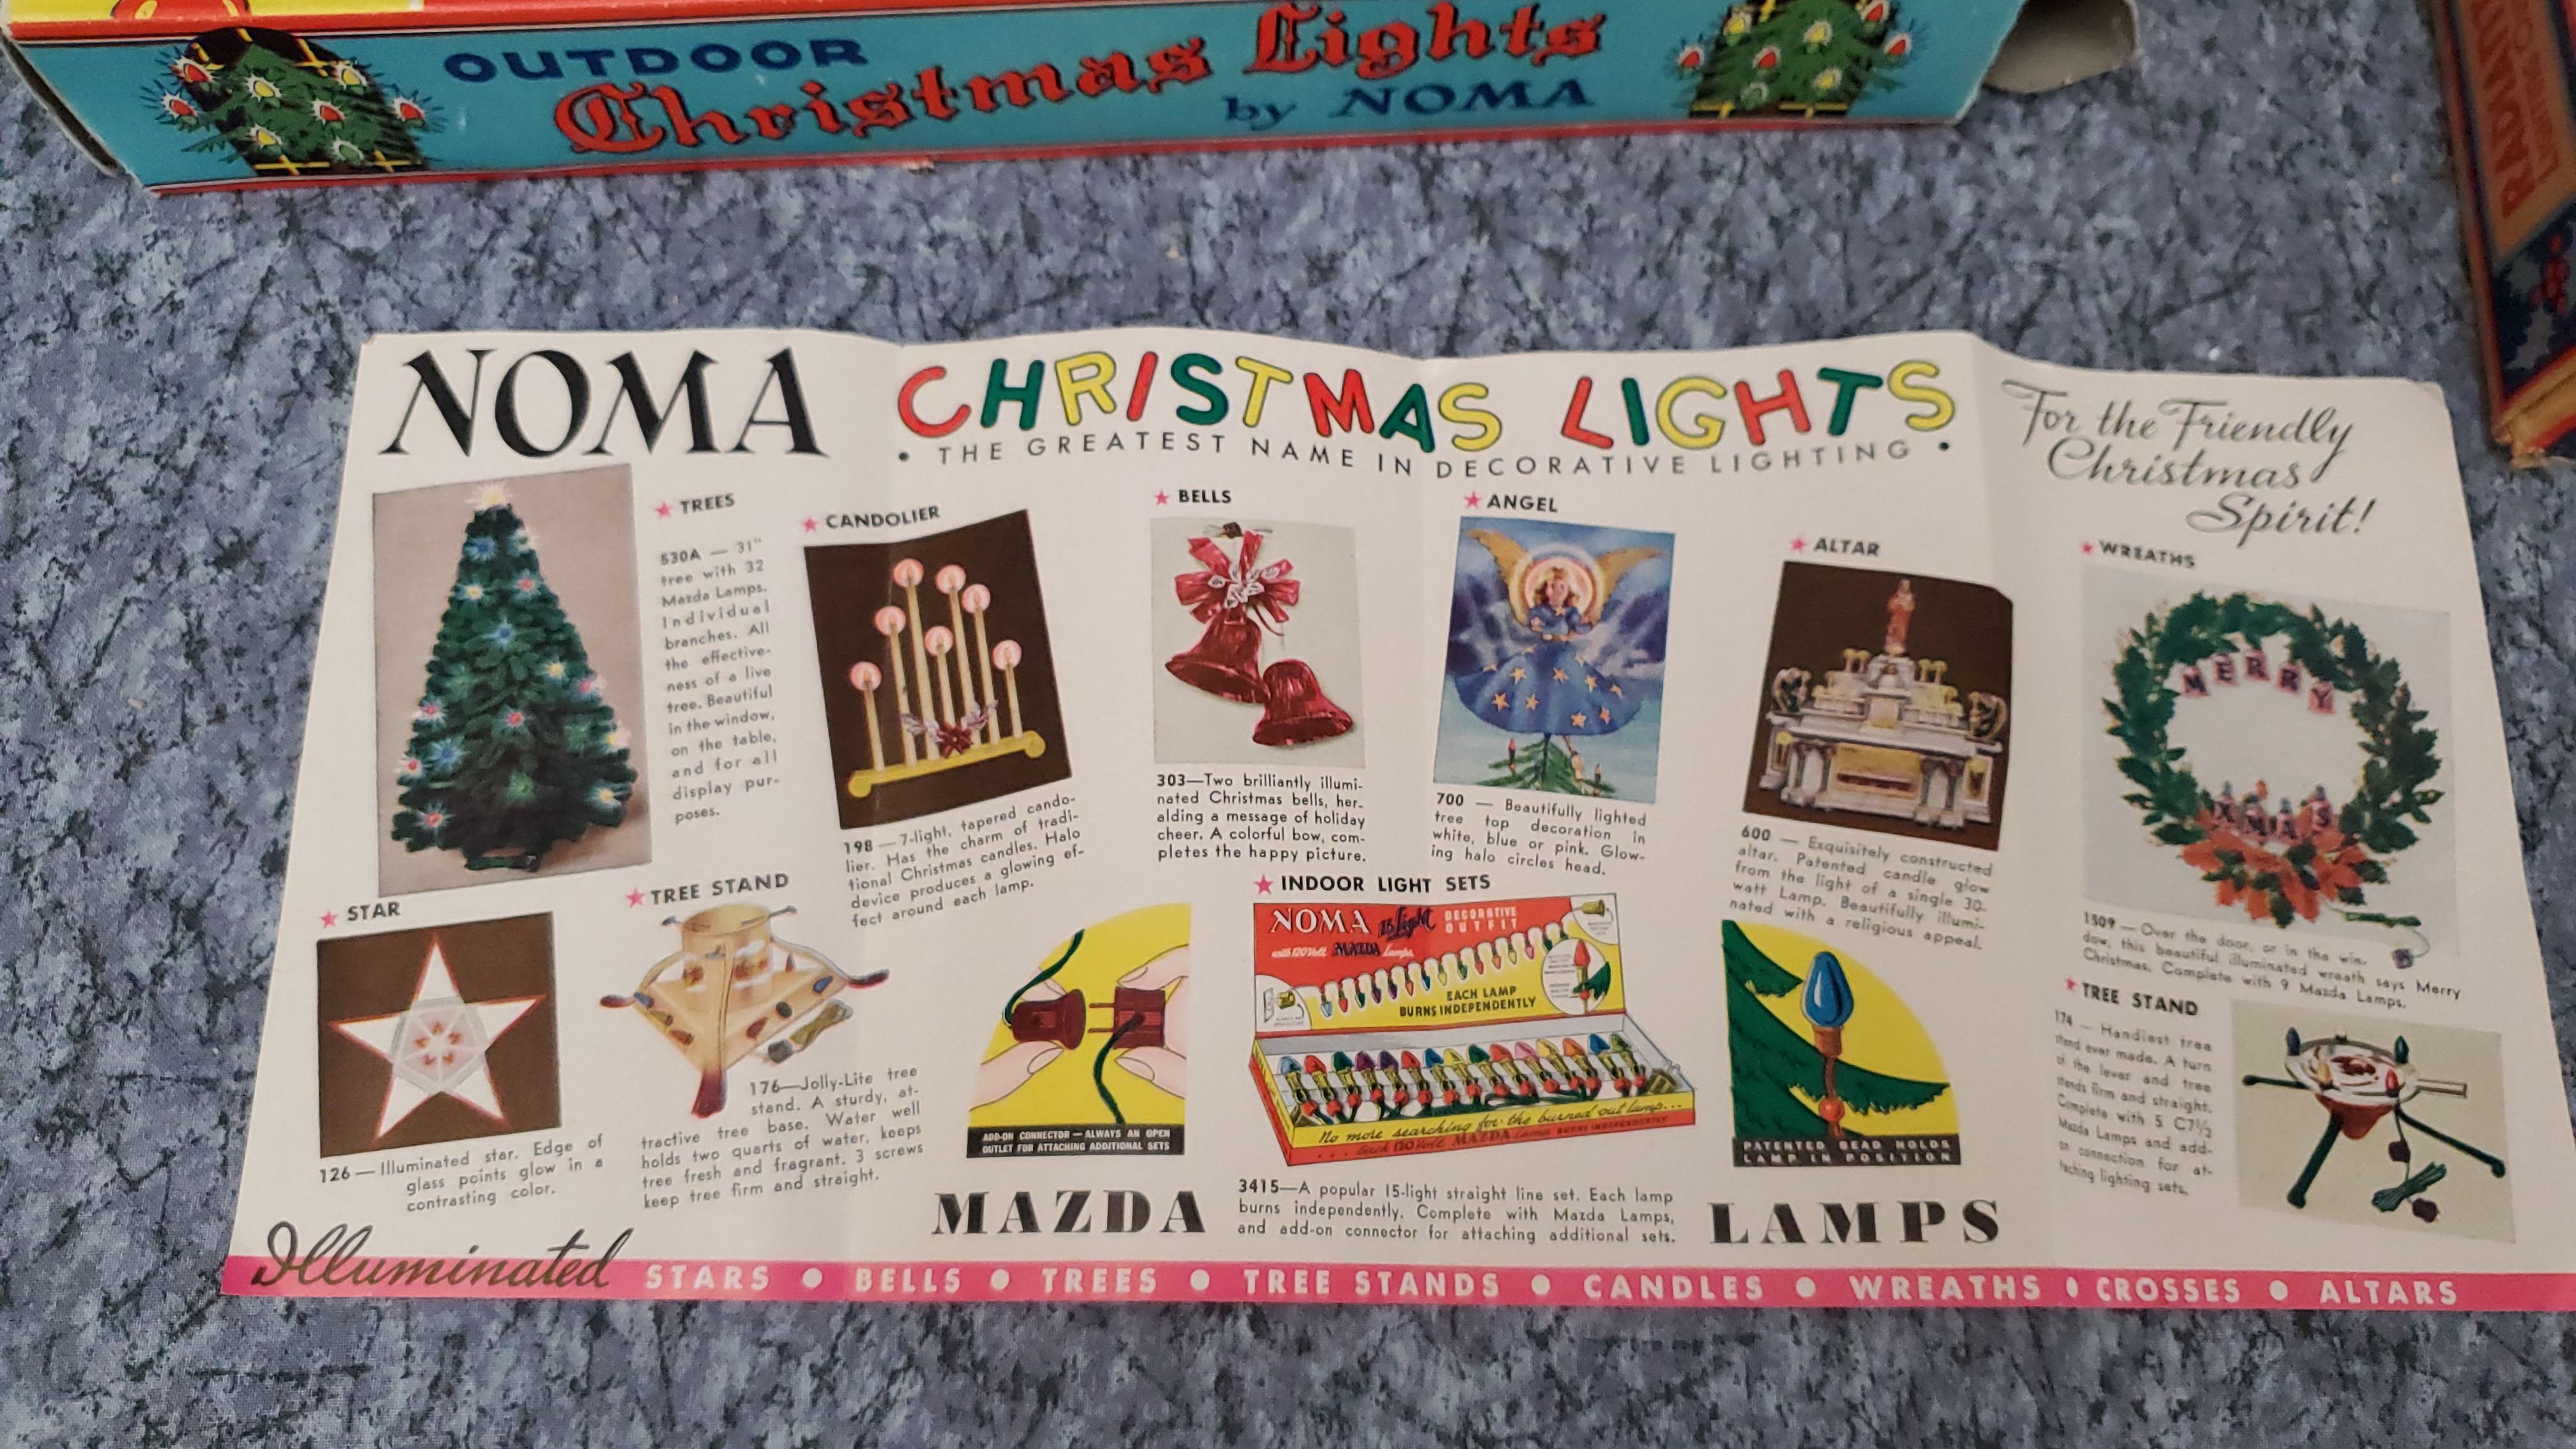 OUTDOOR
Christmas Lights
by NOMA
NOMA
CHRISTMAS LIGHTS
• THE GREATEST NAME IN DECORATIVE LIGHTING •
For the Friendly
Christmas
Spirit!
★ TREES
530A — 31"
tree with 32
Mazda Lamps.
Individual
branches. All
the effective-
ness of a live
tree. Beautiful
in the window,
on the table,
and for all
display pur-
poses.
★ CANDOLIER
198 — 7-light, tapered cando-
lier. Has the charm of tradi-
tional Christmas candles. Halo
device produces a glowing ef-
fect around each lamp.
★ BELLS
303—Two brilliantly illumi-
nated Christmas bells, her-
alding a message of holiday
cheer. A colorful bow, com-
pletes the happy picture.
★ ANGEL
700 — Beautifully lighted
tree top decoration in
white, blue or pink. Glow-
ing halo circles head.
★ ALTAR
600 — Exquisitely constructed
altar. Patented candle glow
from the light of a single 30-
watt Lamp. Beautifully illumi-
nated with a religious appeal.
★ WREATHS
MERRY
XMAS
1509 — Over the door, or in the win-
dow, this beautiful illuminated wreath says Merry
Christmas. Complete with 9 Mazda Lamps.
★ STAR
126 — Illuminated star. Edge of
glass points glow in a
contrasting color.
★ TREE STAND
176—Jolly-Lite tree
stand. A sturdy, at-
tractive tree base. Water well
holds two quarts of water, keeps
tree fresh and fragrant. 3 screws
keep tree firm and straight.
ADD-ON CONNECTOR — ALWAYS AN OPEN
OUTLET FOR ATTACHING ADDITIONAL SETS
★ INDOOR LIGHT SETS
NOMA 15 Light DECORATIVE
OUTFIT
with 120 Volt MAZDA Lamps
EACH LAMP
BURNS INDEPENDENTLY
No more searching for the burned out lamp...
... Each 120 Volt MAZDA Lamp BURNS INDEPENDENTLY
3415—A popular 15-light straight line set. Each lamp
burns independently. Complete with Mazda Lamps,
and add-on connector for attaching additional sets.
PATENTED BEAD HOLDS
LAMP IN POSITION
MAZDA LAMPS
★ TREE STAND
174 — Handiest tree
stand ever made. A turn
of the lever and tree
stands firm and straight.
Complete with 5 C7½
Mazda Lamps and add-
on connection for at-
taching lighting sets.
Illuminated STARS • BELLS • TREES • TREE STANDS • CANDLES • WREATHS • CROSSES • ALTARS